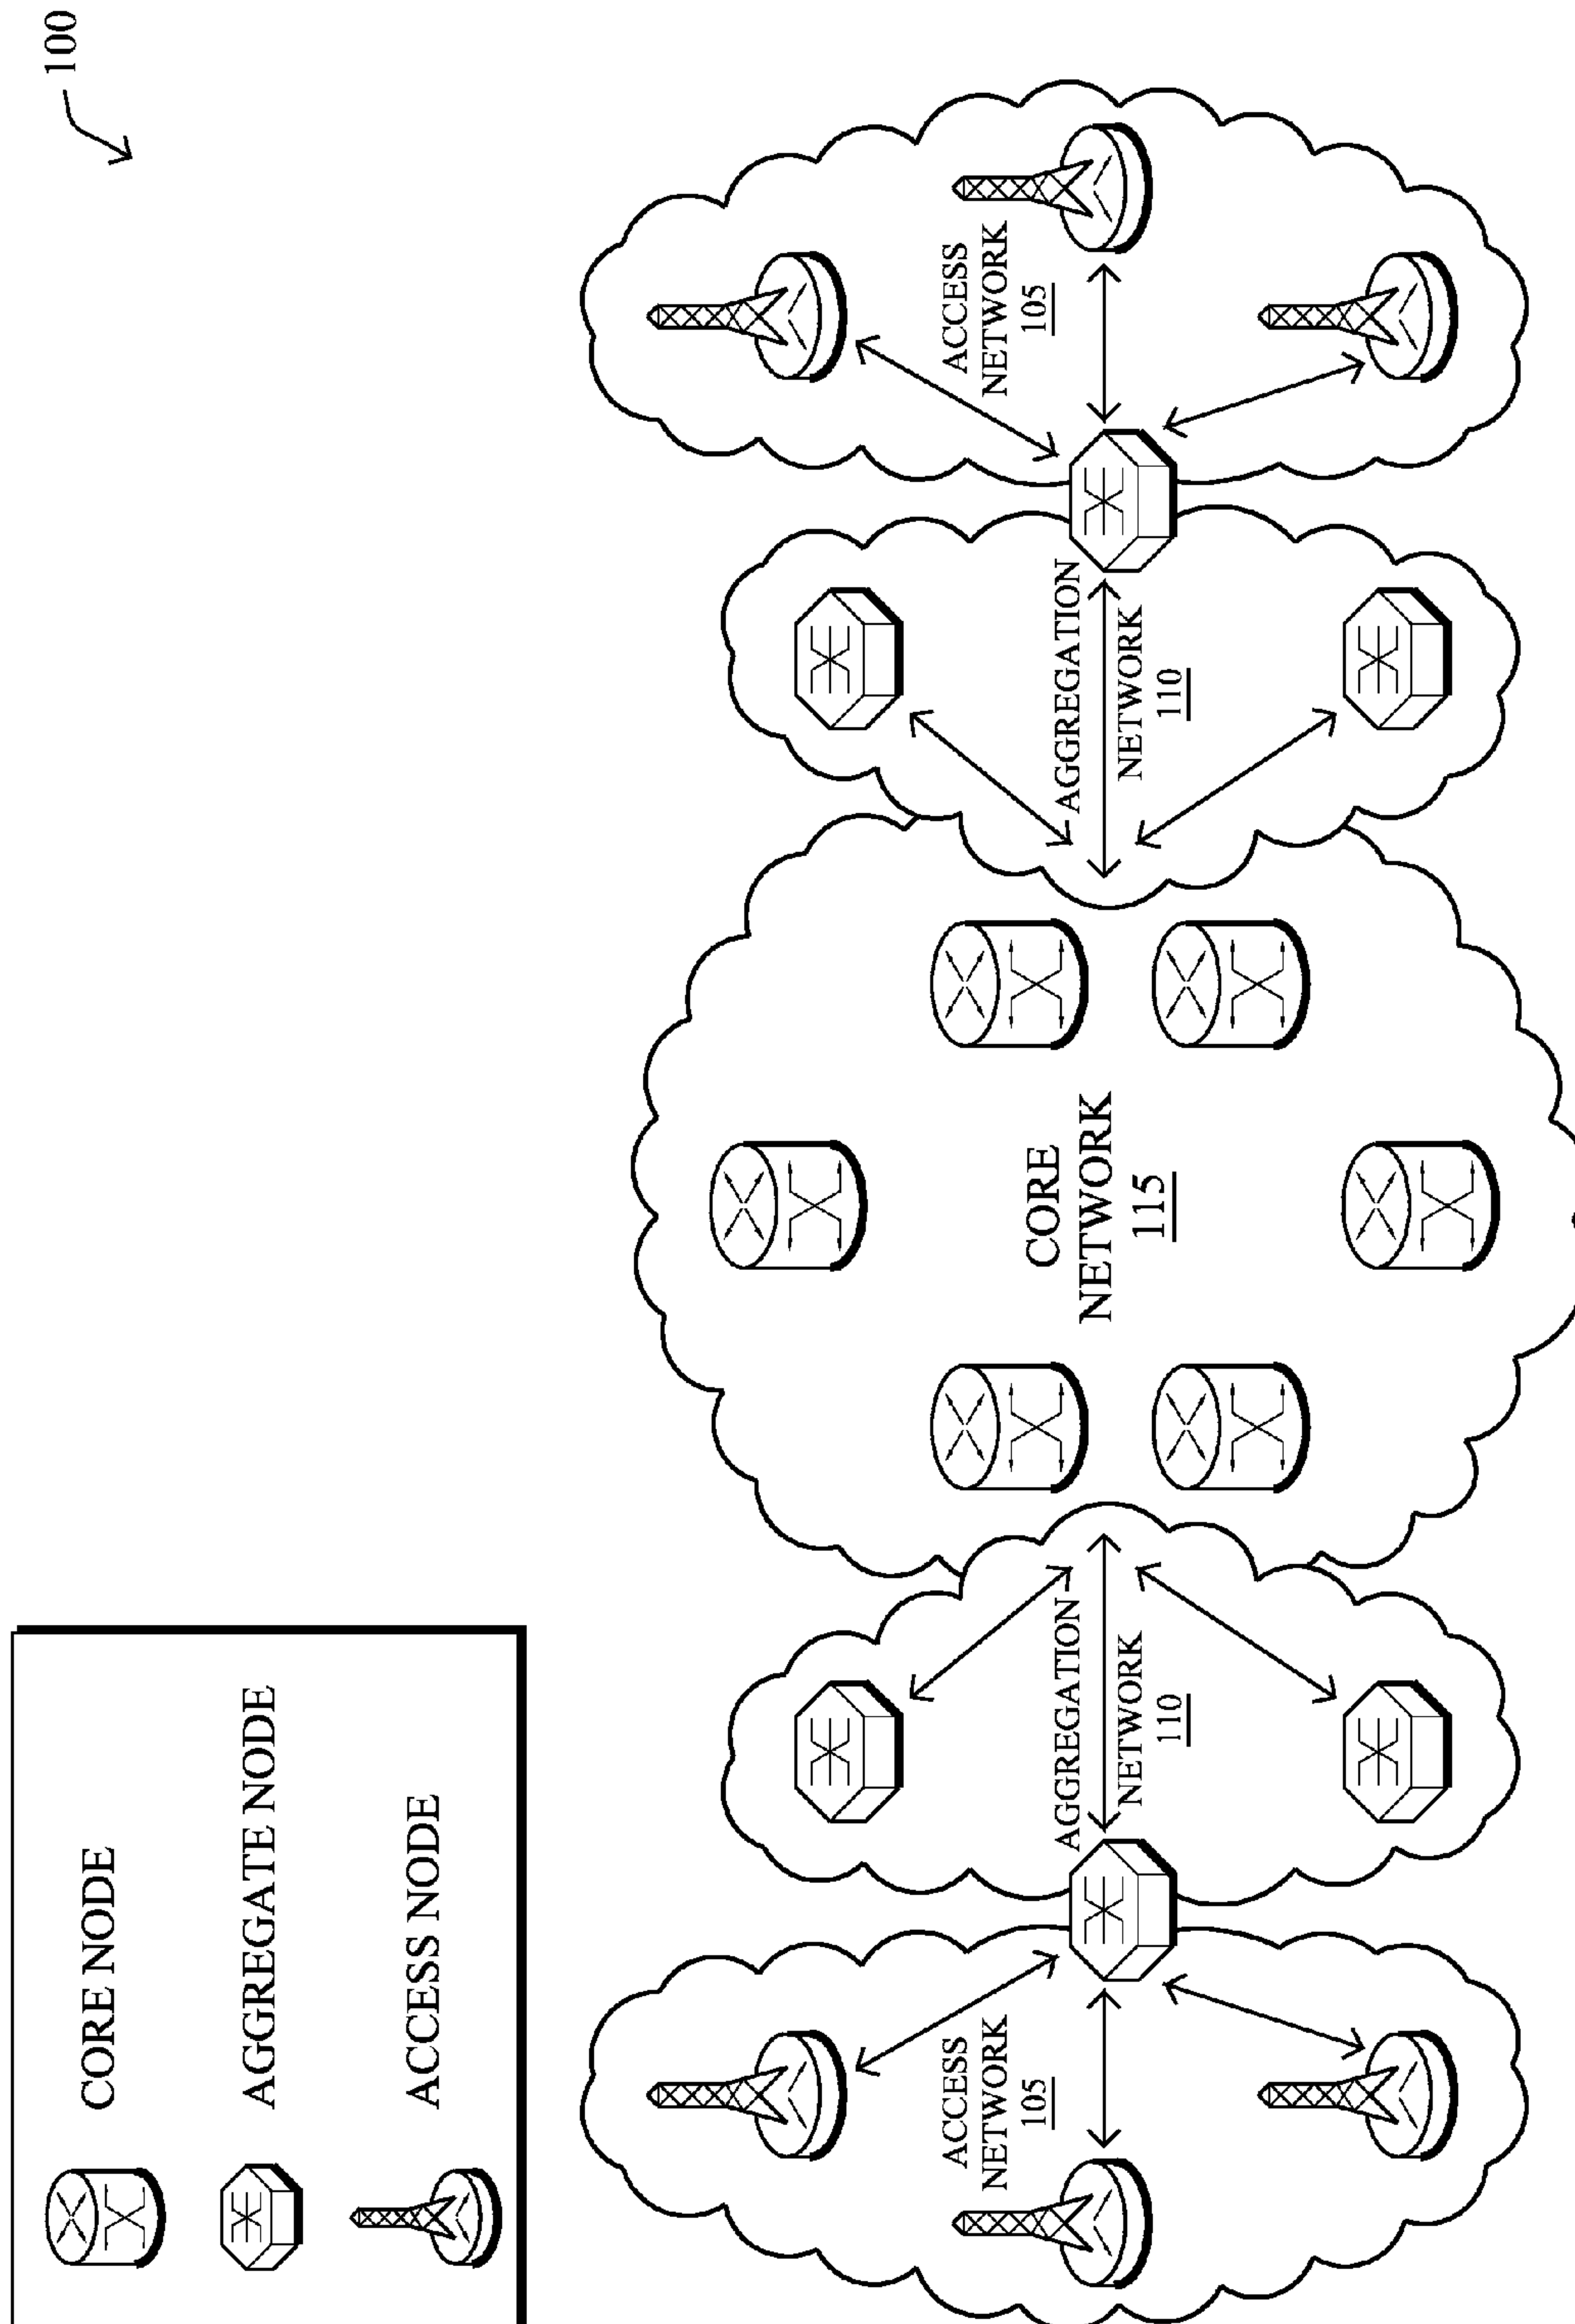 100
CORE NODE
AGGREGATE NODE
ACCESS NODE
ACCESS
NETWORK
105
AGGREGATION
NETWORK
110
CORE
NETWORK
115
AGGREGATION
NETWORK
110
ACCESS
NETWORK
105